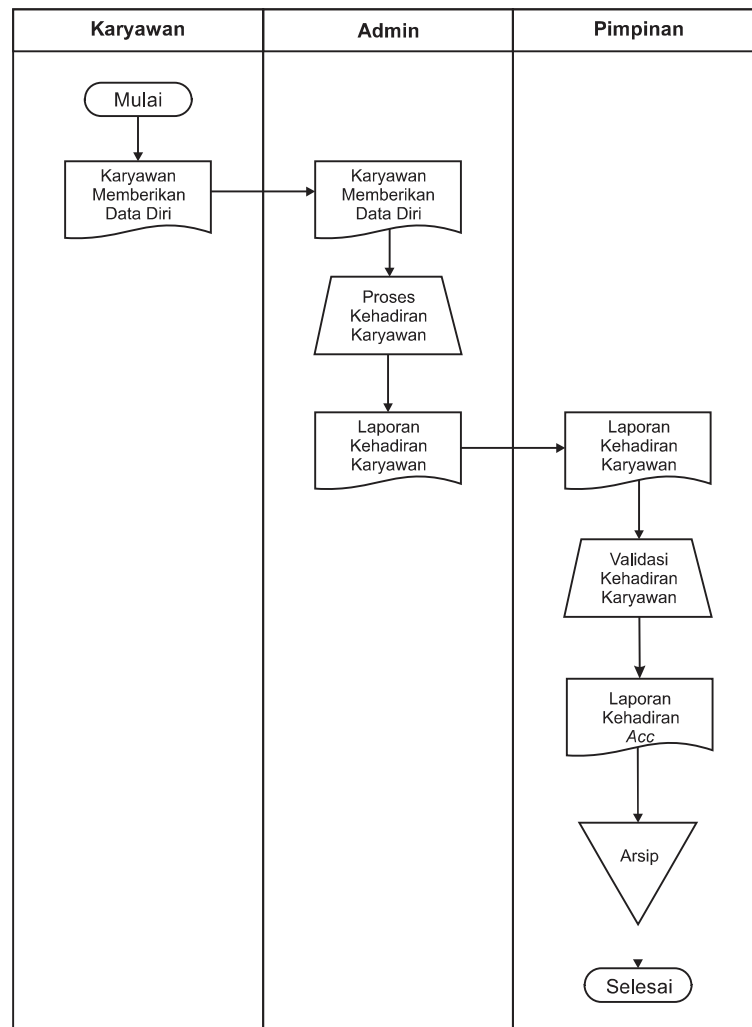 Karyawan
Admin
Pimpinan
Mulai
Karyawan
Memberikan
Data Diri
Karyawan
Memberikan
Data Diri
Proses
Kehadiran
Karyawan
Laporan
Kehadiran
Karyawan
Laporan
Kehadiran
Karyawan
Validasi
Kehadiran
Karyawan
Laporan
Kehadiran
Acc
Arsip
Selesai